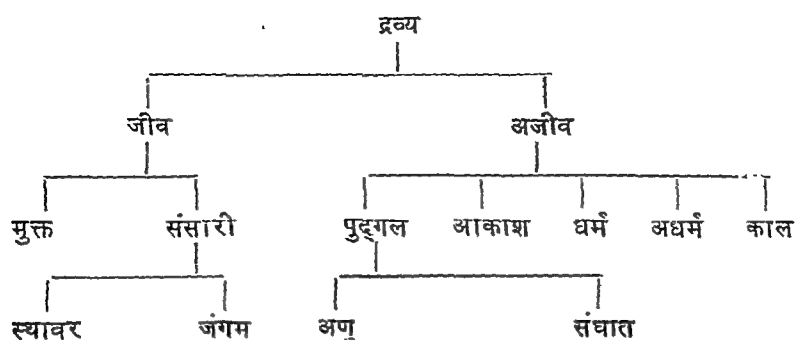 द्रव्य
जीव अजीव
मुक्त संसारी पुद्गल आकाश धर्म अधर्म काल
स्थावर जंगम अणु संघात